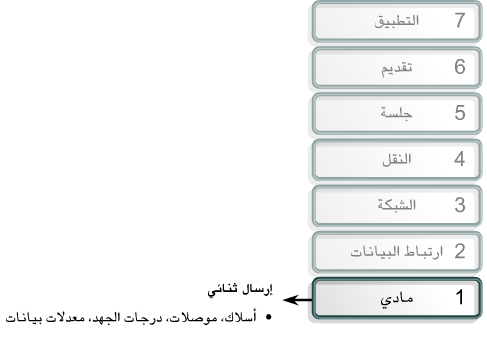 7 التطبيق
6 تقديم
5 جلسة
4 النقل
3 الشبكة
2 ارتباط البيانات
1 مادي
إرسال ثنائي
• أسلاك، موصلات، درجات الجهد، معدلات بيانات